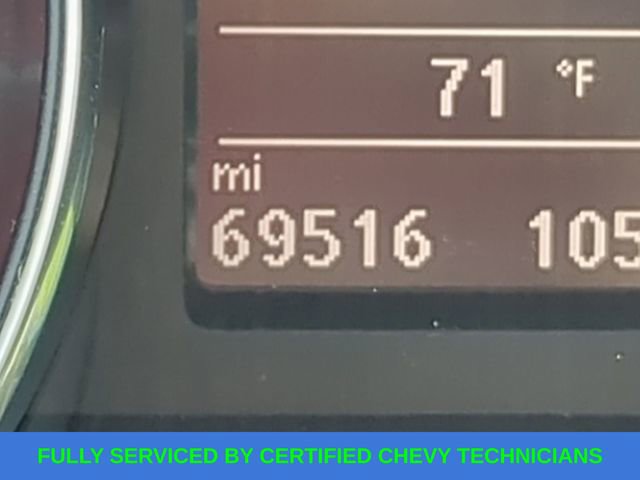 71 °F
mi
69516 105
FULLY SERVICED BY CERTIFIED CHEVY TECHNICIANS